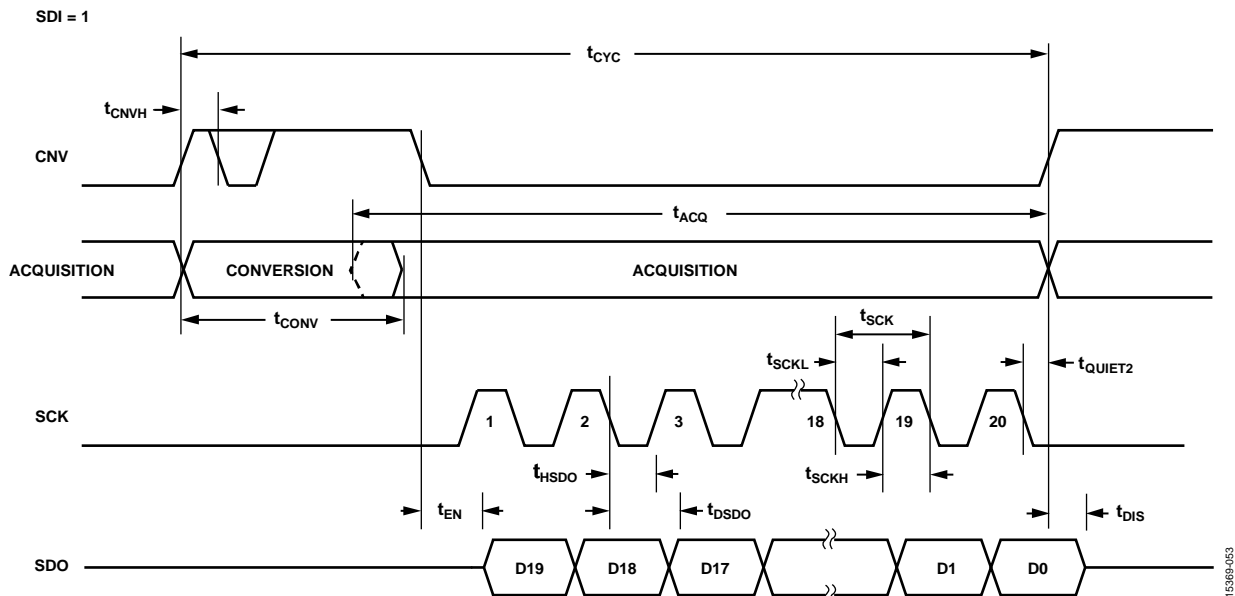 SDI = 1
tCYC
tCNVH
CNV
tACQ
ACQUISITION
CONVERSION
ACQUISITION
tCONV
tSCK
tSCKL
tQUIET2
SCK
1
2
3
18
19
20
tHSDO
tSCKH
tEN
tDSDO
tDIS
SDO
D19
D18
D17
D1
D0
15369-053